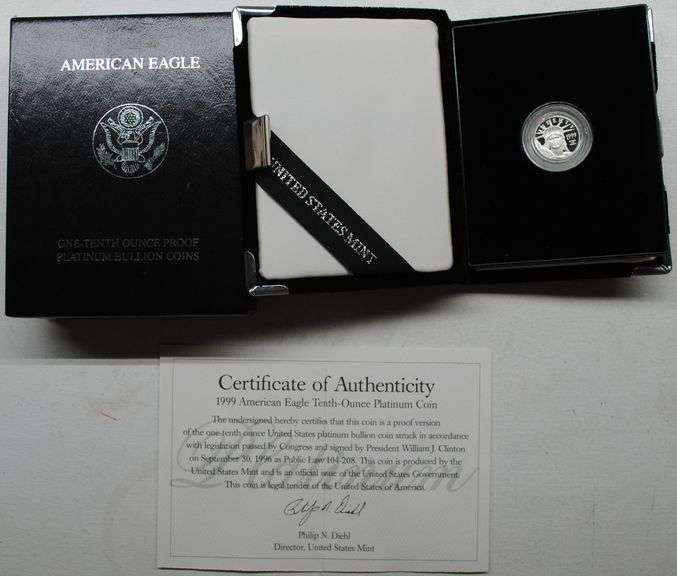 AMERICAN EAGLE
ONE-TENTH OUNCE PROOF
PLATINUM BULLION COINS
UNITED STATES MINT
Certificate of Authenticity
1999 American Eagle Tenth-Ounce Platinum Coin
The undersigned hereby certifies that this coin is a proof version
of the one-tenth ounce United States platinum bullion coin struck in accordance
with legislation passed by Congress and signed by President William J. Clinton
on September 30, 1996 as Public Law 104-208. This coin is produced by the
United States Mint and is an official issue of the United States Government.
This coin is legal tender of the United States of America.
Platinum
Philip N. Diehl
Philip N. Diehl
Director, United States Mint